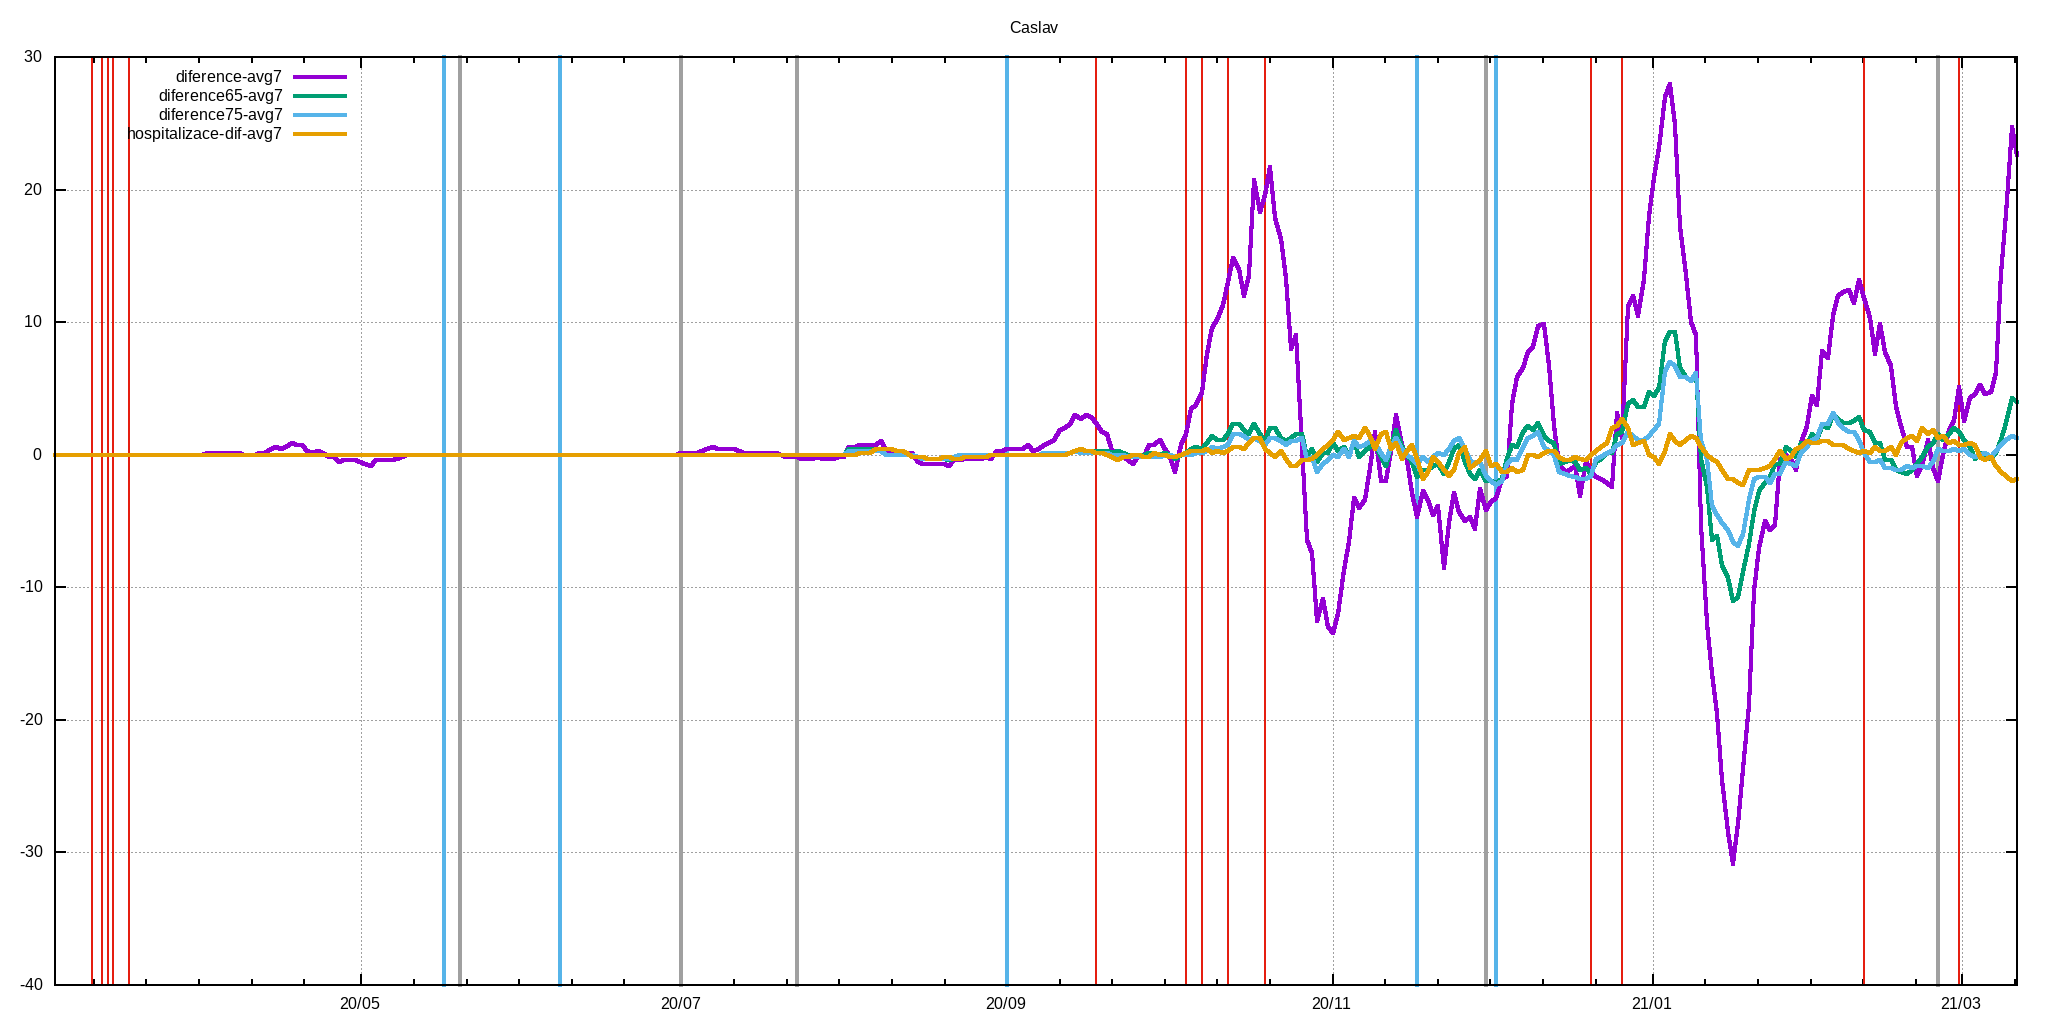 Caslav
30
diference-avg7
diference65-avg7
diference75-avg7
hospitalizace-dif-avg7
20
10
0
-10
-20
-30
-40
20/05 20/07 20/09 20/11 21/01 21/03